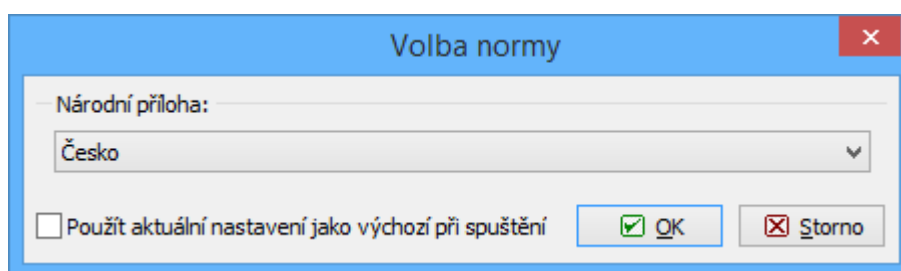 Volba normy
Národní příloha:
Česko
Použít aktuální nastavení jako výchozí při spuštění OK Storno